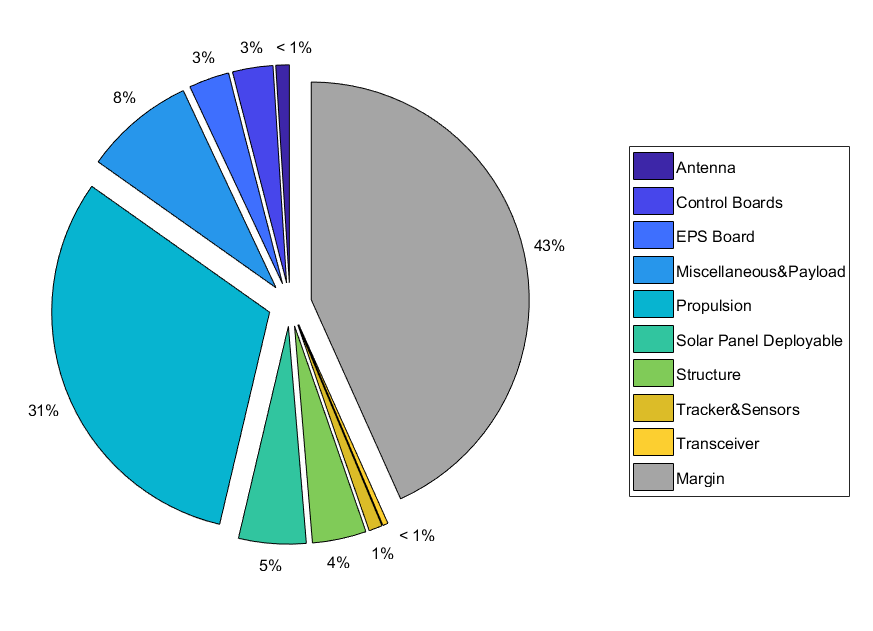 < 1%
3%
3%
8%
43%
31%
5%
4%
1%
< 1%
Antenna
Control Boards
EPS Board
Miscellaneous&Payload
Propulsion
Solar Panel Deployable
Structure
Tracker&Sensors
Transceiver
Margin